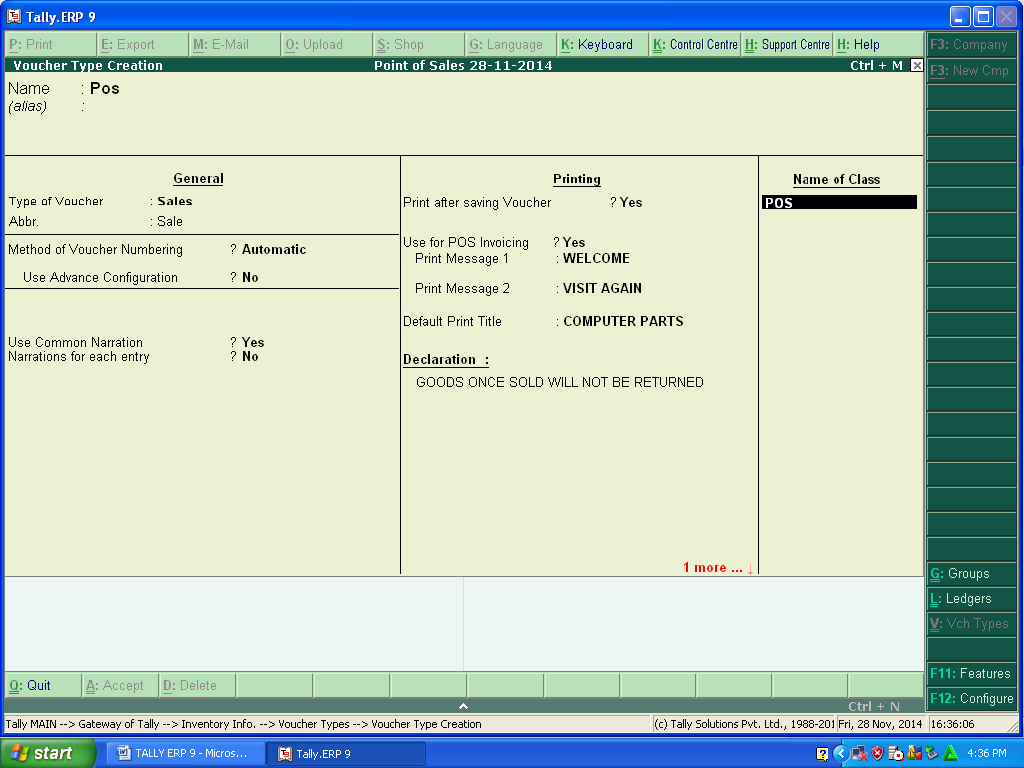 Tally.ERP 9
P: Print E: Export M: E-Mail O: Upload S: Shop G: Language K: Keyboard K: Control Centre H: Support Centre H: Help F3: Company
Voucher Type Creation Point of Sales 28-11-2014 Ctrl + M F3: New Cmp
Name : Pos
(alias) :
General
Type of Voucher : Sales
Abbr. : Sale
Method of Voucher Numbering ? Automatic
Use Advance Configuration ? No
Use Common Narration ? Yes
Narrations for each entry ? No
Printing
Print after saving Voucher ? Yes
Use for POS Invoicing ? Yes
Print Message 1 : WELCOME
Print Message 2 : VISIT AGAIN
Default Print Title : COMPUTER PARTS
Declaration :
GOODS ONCE SOLD WILL NOT BE RETURNED
1 more ... ↓
Name of Class
POS
G: Groups
L: Ledgers
V: Vch Types
F11: Features
F12: Configure
Q: Quit A: Accept D: Delete
Ctrl + N
Tally MAIN --> Gateway of Tally --> Inventory Info. --> Voucher Types --> Voucher Type Creation (c) Tally Solutions Pvt. Ltd., 1988-201 Fri, 28 Nov, 2014 16:36:06
start TALLY ERP 9 - Micros... Tally.ERP 9 4:36 PM